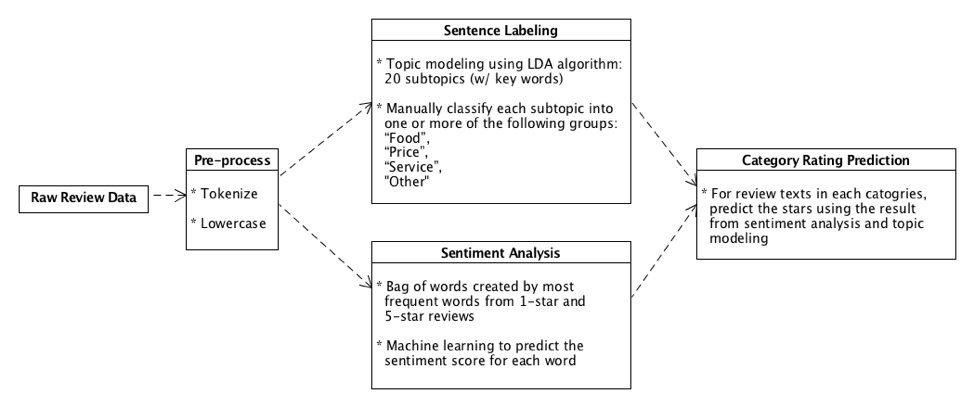 Raw Review Data
Pre-process
* Tokenize
* Lowercase
Sentence Labeling
* Topic modeling using LDA algorithm:
20 subtopics (w/ key words)
* Manually classify each subtopic into
one or more of the following groups:
“Food”,
“Price”,
“Service”,
"Other"
Sentiment Analysis
* Bag of words created by most
frequent words from 1-star and
5-star reviews
* Machine learning to predict the
sentiment score for each word
Category Rating Prediction
* For review texts in each catogries,
predict the stars using the result
from sentiment analysis and topic
modeling